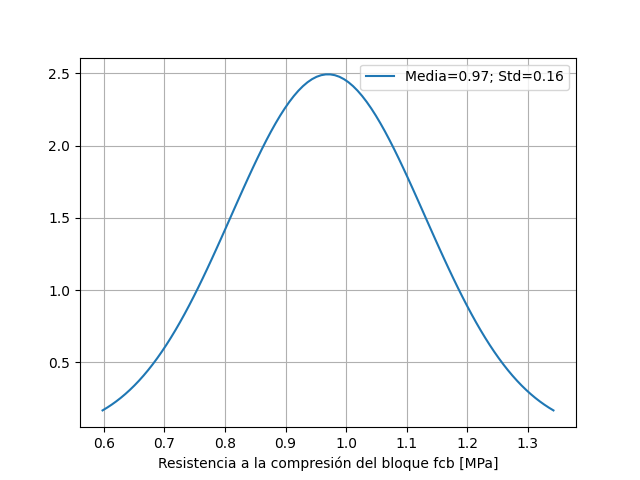 Media=0.97; Std=0.16
2.5
2.0
1.5
1.0
0.5
0.6 0.7 0.8 0.9 1.0 1.1 1.2 1.3
Resistencia a la compresión del bloque fcb [MPa]